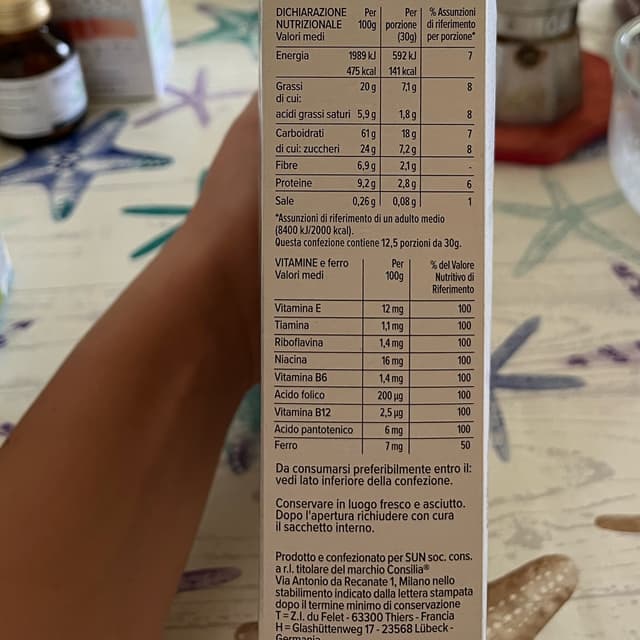 DICHIARAZIONE NUTRIZIONALE Valori medi Per 100g Per porzione (30g) % Assunzioni di riferimento per porzione*
Energia 1989 kJ 592 kJ 7
475 kcal 141 kcal
Grassi 20 g 7,1 g 8
di cui:
acidi grassi saturi 5,9 g 1,8 g 8
Carboidrati 61 g 18 g 7
di cui: zuccheri 24 g 7,2 g 8
Fibre 6,9 g 2,1 g -
Proteine 9,2 g 2,8 g 6
Sale 0,26 g 0,08 g 1
*Assunzioni di riferimento di un adulto medio
(8400 kJ/2000 kcal).
Questa confezione contiene 12,5 porzioni da 30g.
VITAMINE e ferro Valori medi Per 100g % del Valore Nutritivo di Riferimento
Vitamina E 12 mg 100
Tiamina 1,1 mg 100
Riboflavina 1,4 mg 100
Niacina 16 mg 100
Vitamina B6 1,4 mg 100
Acido folico 200 µg 100
Vitamina B12 2,5 µg 100
Acido pantotenico 6 mg 100
Ferro 7 mg 50
Da consumarsi preferibilmente entro il:
vedi lato inferiore della confezione.
Conservare in luogo fresco e asciutto.
Dopo l'apertura richiudere con cura
il sacchetto interno.
Prodotto e confezionato per SUN soc. cons.
a r.l. titolare del marchio Consilia®
Via Antonio da Recanate 1, Milano nello
stabilimento indicato dalla lettera stampata
dopo il termine minimo di conservazione
T = Z.I. du Felet - 63300 Thiers - Francia
H = Glashüttenweg 17 - 23568 Lübeck -
Germania